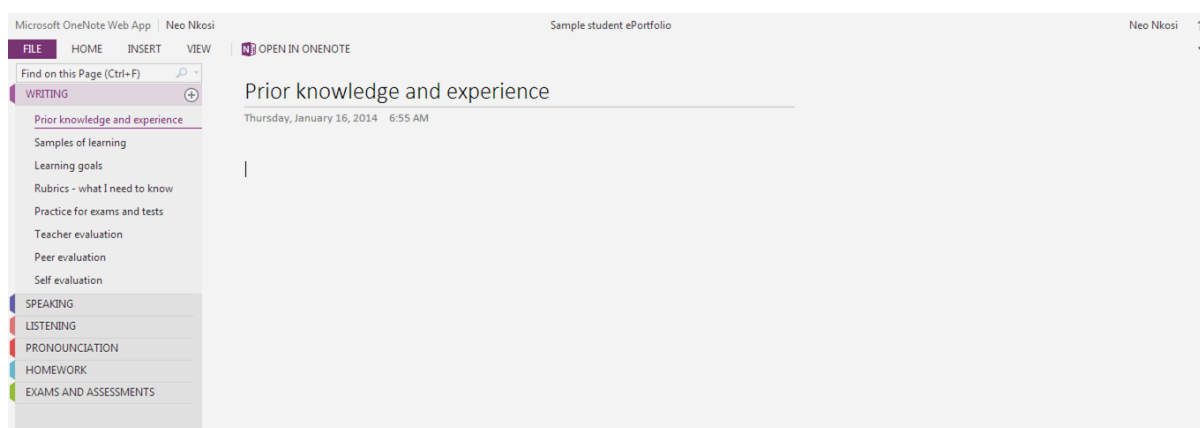 Microsoft OneNote Web App | Neo Nkosi
Sample student ePortfolio
Neo Nkosi
FILE HOME INSERT VIEW OPEN IN ONENOTE
Find on this Page (Ctrl+F)
WRITING
Prior knowledge and experience
Samples of learning
Learning goals
Rubrics - what I need to know
Practice for exams and tests
Teacher evaluation
Peer evaluation
Self evaluation
SPEAKING
LISTENING
PRONOUNCIATION
HOMEWORK
EXAMS AND ASSESSMENTS
Prior knowledge and experience
Thursday, January 16, 2014 6:55 AM